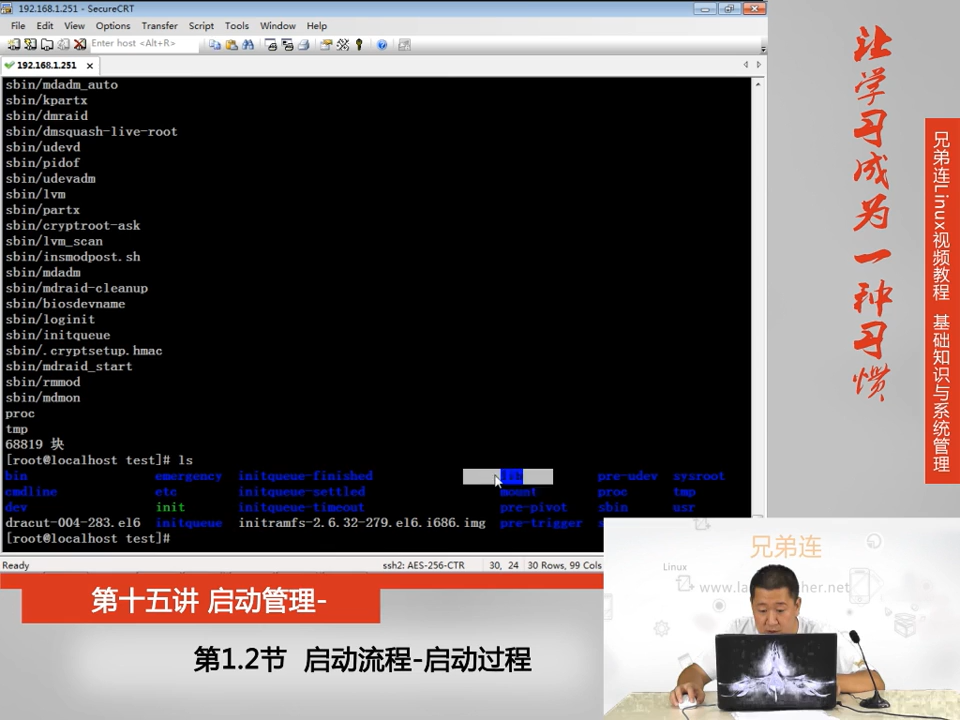 192.168.1.251 - SecureCRT
File Edit View Options Transfer Script Tools Window Help
Enter host <Alt+R>
192.168.1.251
sbin/mdadm_auto
sbin/kpartx
sbin/dmraid
sbin/dmsquash-live-root
sbin/udevd
sbin/pidof
sbin/udevadm
sbin/lvm
sbin/partx
sbin/cryptroot-ask
sbin/lvm_scan
sbin/insmodpost.sh
sbin/mdadm
sbin/mdraid-cleanup
sbin/biosdevname
sbin/loginit
sbin/initqueue
sbin/.cryptsetup.hmac
sbin/mdraid_start
sbin/rmmod
sbin/mdmon
proc
tmp
68819 块
[root@localhost test]# ls
bin emergency initqueue-finished lib pre-udev sysroot
cmdline etc initqueue-settled mount proc tmp
dev init initqueue-timeout pre-pivot sbin usr
dracut-004-283.el6 initqueue initramfs-2.6.32-279.el6.i686.img pre-trigger
[root@localhost test]#
Ready ssh2: AES-256-CTR 30, 24 30 Rows, 99 Cols
让学习成为一种习惯
兄弟连Linux视频教程 基础知识与系统管理
第十五讲 启动管理-
第1.2节 启动流程-启动过程
兄弟连
Linux